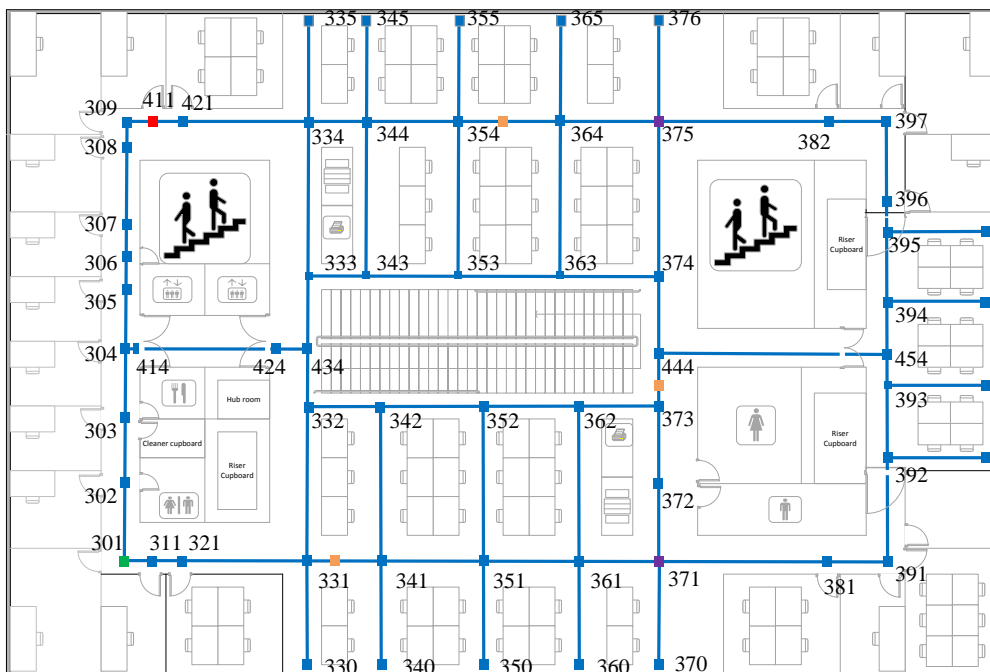 335 345 355 365 376
309 411 421 397
334 344 354 364 375 382
308
396
307
Riser
Cupboard
306 333 343 353 363 374 395
305
394
304 414 424 434 444 454
Hub room
393
303 332 342 352 362 373
Cleaner cupboard
Riser
Cupboard
Riser
Cupboard
302 372 392
301 311 321
331 341 351 361 371 381 391
330 340 350 360 370